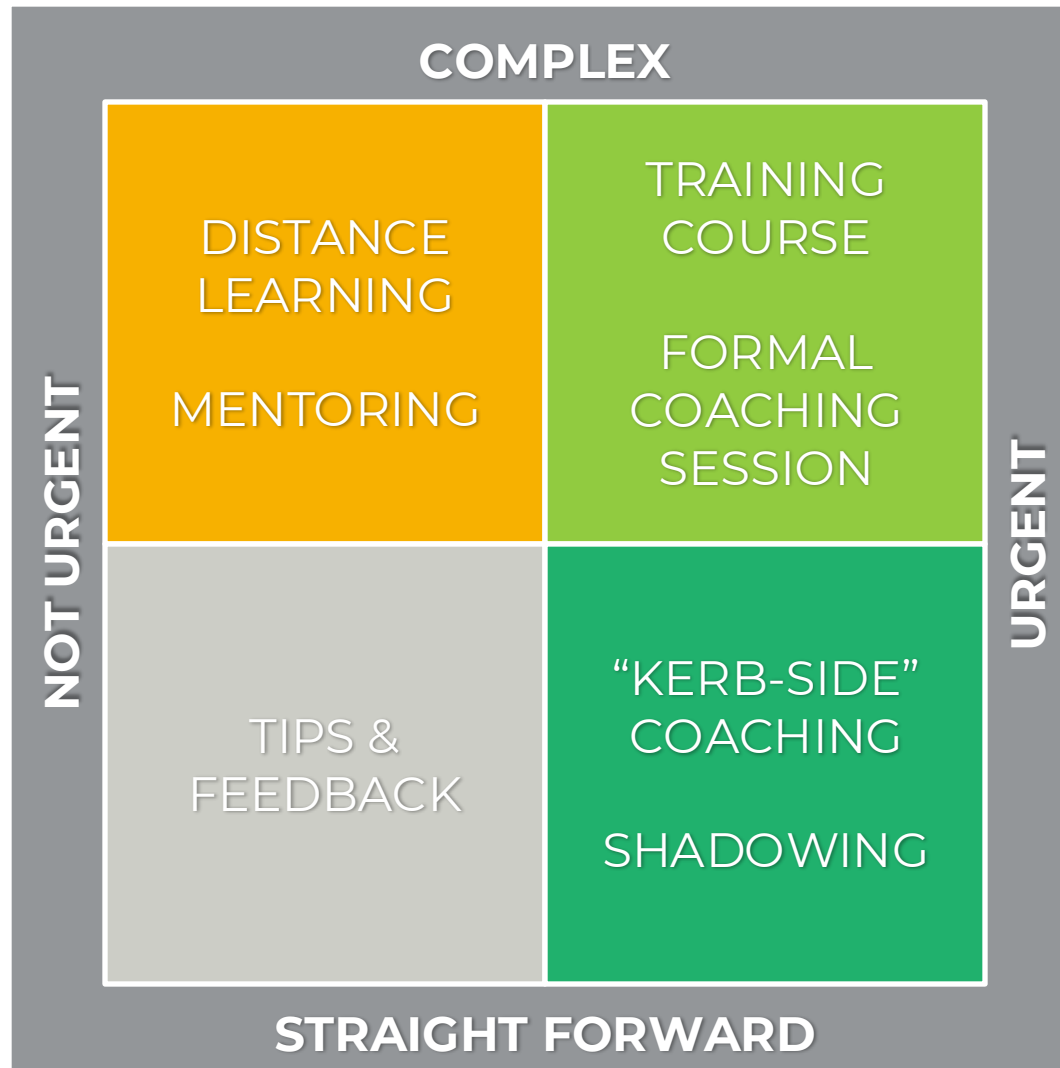 COMPLEX
DISTANCE
LEARNING
MENTORING
TRAINING
COURSE
FORMAL
COACHING
SESSION
NOT URGENT
URGENT
TIPS &
FEEDBACK
“KERB-SIDE”
COACHING
SHADOWING
STRAIGHT FORWARD